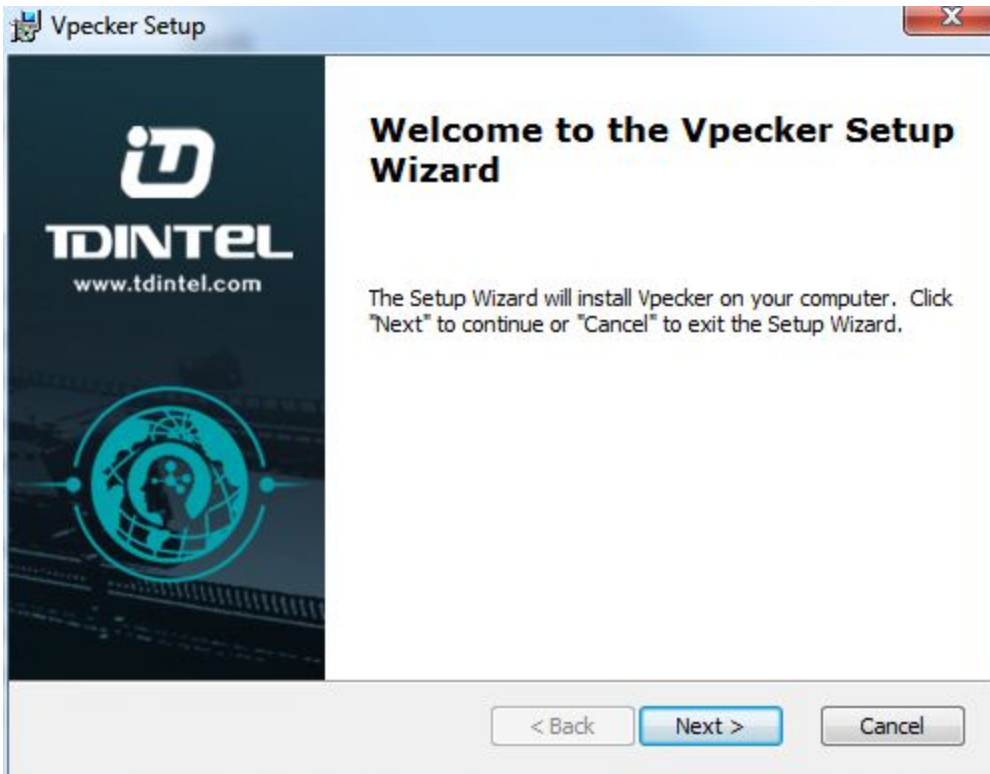 Vpecker Setup
TDINTEL
www.tdintel.com
Welcome to the Vpecker Setup
Wizard
The Setup Wizard will install Vpecker on your computer. Click
"Next" to continue or "Cancel" to exit the Setup Wizard.
< Back Next > Cancel